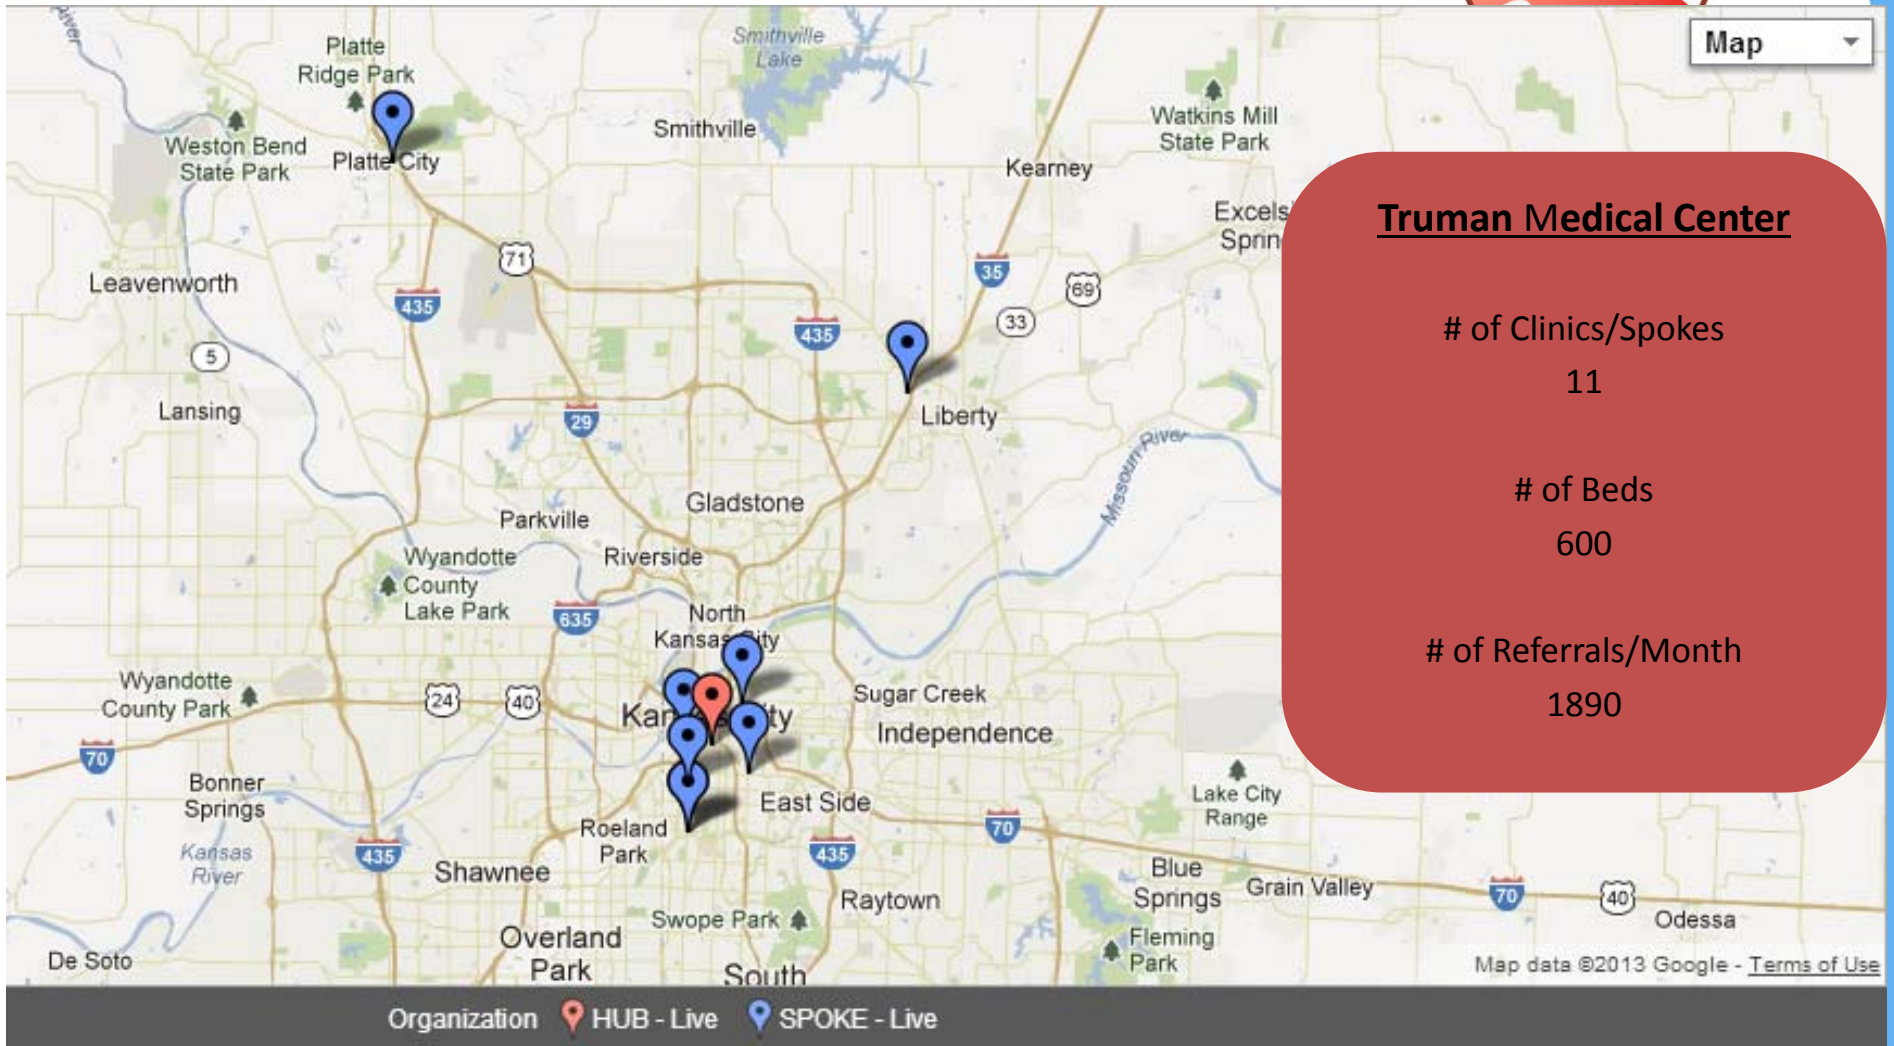 River
Platte
Ridge Park
Smithville
Lake
Map
Weston Bend
State Park
Platte City
Smithville
Watkins Mill
State Park
Kearney
Excels
Sprin
71
35
69
Leavenworth
435
435
33
5
Lansing
29
Liberty
Missouri River
Gladstone
Parkville
Wyandotte
County
Lake Park
Riverside
635
North
Kansas City
Wyandotte
County Park
24
40
Sugar Creek
Independence
70
Bonner
Springs
East Side
Lake City
Range
Roeland
Park
70
Kansas
River
435
435
Shawnee
Blue
Springs
Grain Valley
70
40
Raytown
Swope Park
Odessa
Overland
Park
Fleming
Park
De Soto
South
Map data ©2013 Google - Terms of Use
Truman Medical Center
# of Clinics/Spokes
11
# of Beds
600
# of Referrals/Month
1890
Organization HUB - Live SPOKE - Live